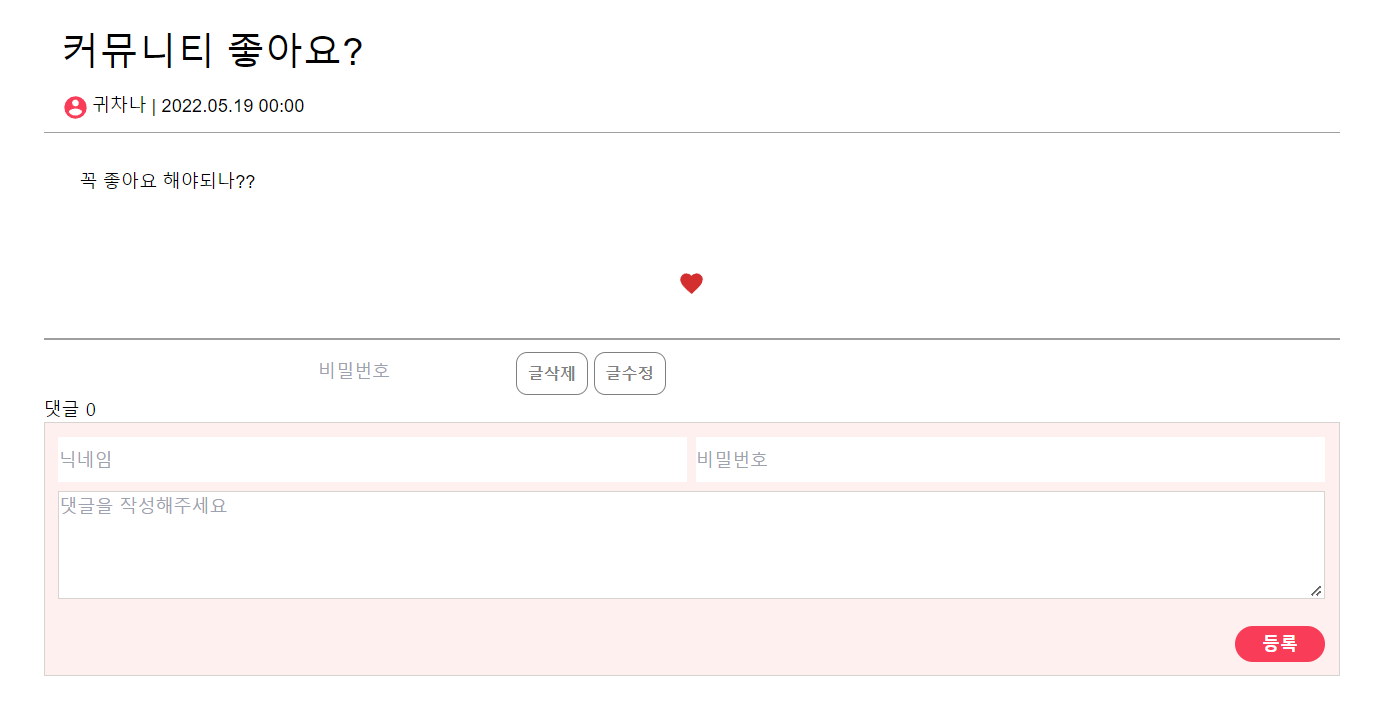 커뮤니티 좋아요?
귀차나 | 2022.05.19 00:00
꼭 좋아요 해야되나??
비밀번호 글삭제 글수정
댓글 0
닉네임 비밀번호
댓글을 작성해주세요
등록